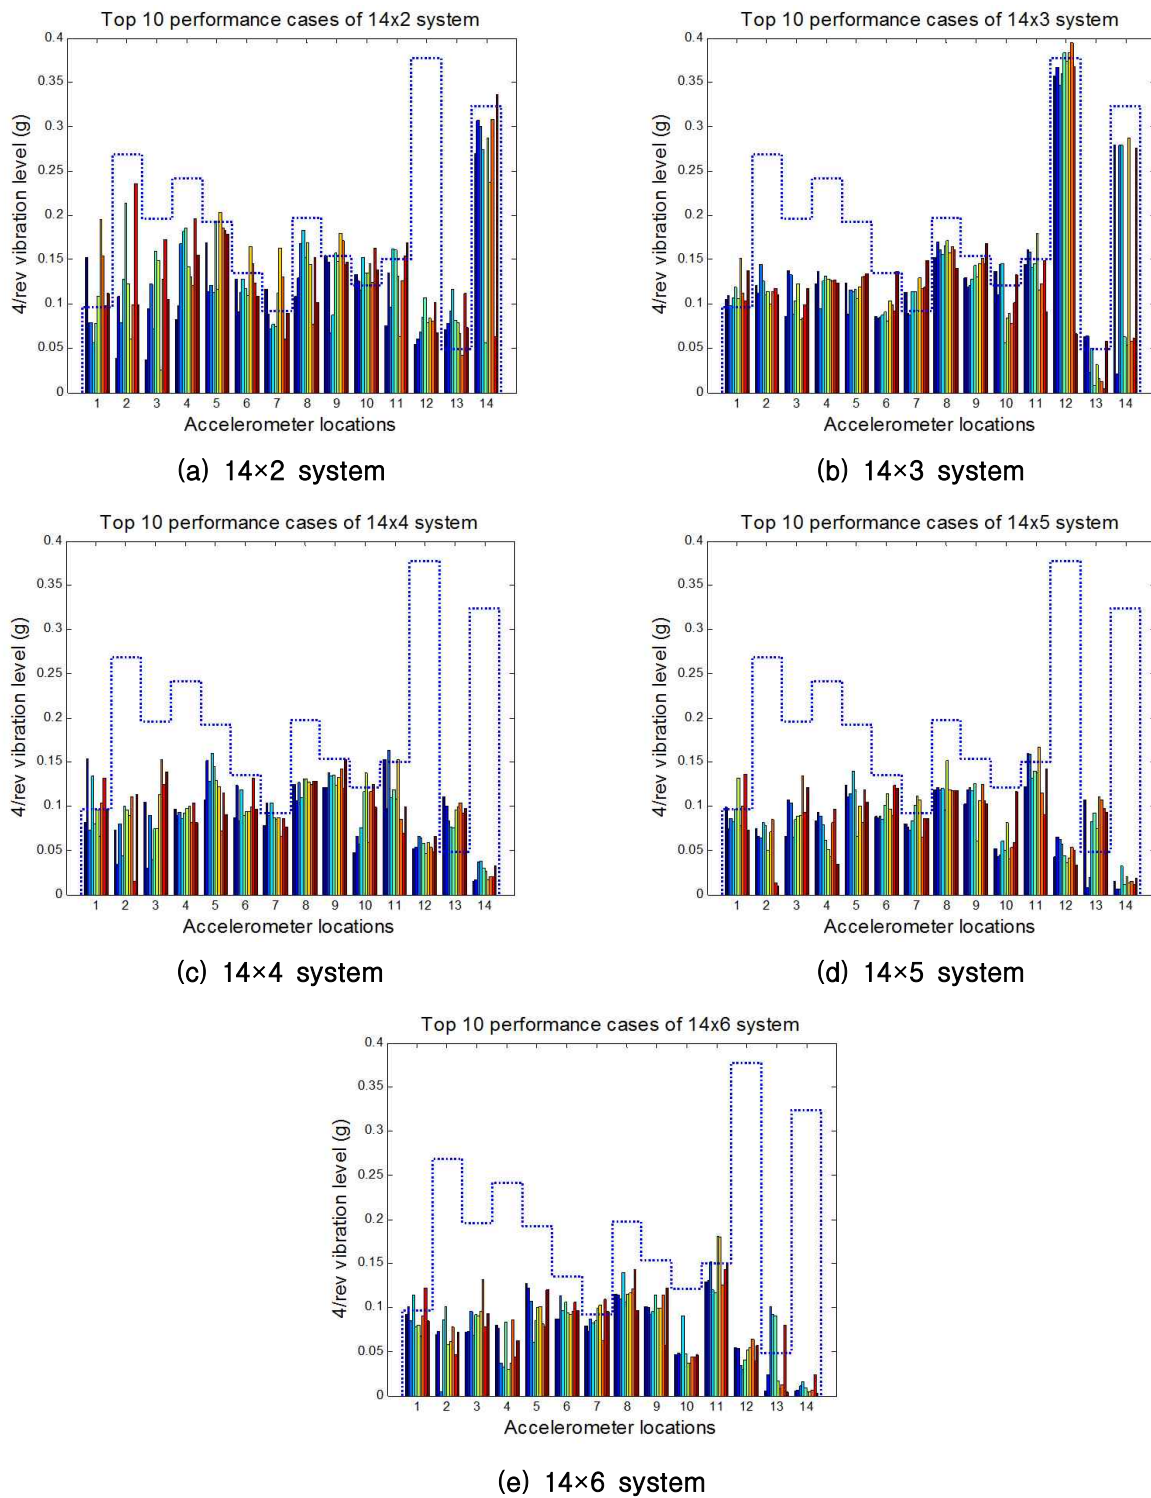 Top 10 performance cases of 14x2 system
4/rev vibration level (g)
0.4
0.35
0.3
0.25
0.2
0.15
0.1
0.05
0
1 2 3 4 5 6 7 8 9 10 11 12 13 14
Accelerometer locations
(a) 14×2 system
Top 10 performance cases of 14x3 system
4/rev vibration level (g)
0.4
0.35
0.3
0.25
0.2
0.15
0.1
0.05
0
1 2 3 4 5 6 7 8 9 10 11 12 13 14
Accelerometer locations
(b) 14×3 system
Top 10 performance cases of 14x4 system
4/rev vibration level (g)
0.4
0.35
0.3
0.25
0.2
0.15
0.1
0.05
0
1 2 3 4 5 6 7 8 9 10 11 12 13 14
Accelerometer locations
(c) 14×4 system
Top 10 performance cases of 14x5 system
4/rev vibration level (g)
0.4
0.35
0.3
0.25
0.2
0.15
0.1
0.05
0
1 2 3 4 5 6 7 8 9 10 11 12 13 14
Accelerometer locations
(d) 14×5 system
Top 10 performance cases of 14x6 system
4/rev vibration level (g)
0.4
0.35
0.3
0.25
0.2
0.15
0.1
0.05
0
1 2 3 4 5 6 7 8 9 10 11 12 13 14
Accelerometer locations
(e) 14×6 system